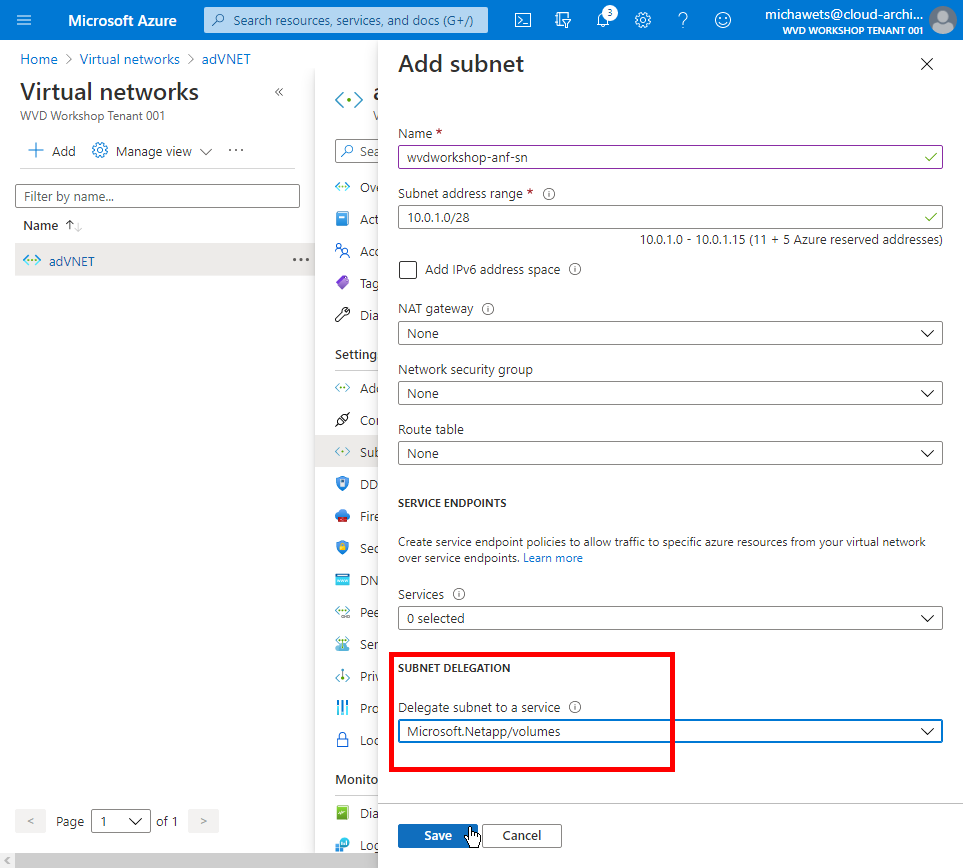 Microsoft Azure
Search resources, services, and docs (G+/)
3
michawets@cloud-archi...
WVD WORKSHOP TENANT 001
Home > Virtual networks > adVNET
Virtual networks
WVD Workshop Tenant 001
«
+ Add
Manage view
...
Filter by name...
Name ↑↓
adVNET
...
< Page 1 of 1 >
a
V
Sea
Ove
Act
Acc
Tag
Dia
Setting
Add
Con
Sub
DD
Fire
Sec
DN
Pee
Ser
Priv
Pro
Loc
Monito
Dia
Log
Add subnet
Name *
wvdworkshop-anf-sn
Subnet address range *
10.0.1.0/28
10.0.1.0 - 10.0.1.15 (11 + 5 Azure reserved addresses)
Add IPv6 address space
NAT gateway
None
Network security group
None
Route table
None
SERVICE ENDPOINTS
Create service endpoint policies to allow traffic to specific azure resources from your virtual network
over service endpoints. Learn more
Services
0 selected
SUBNET DELEGATION
Delegate subnet to a service
Microsoft.Netapp/volumes
Save
Cancel